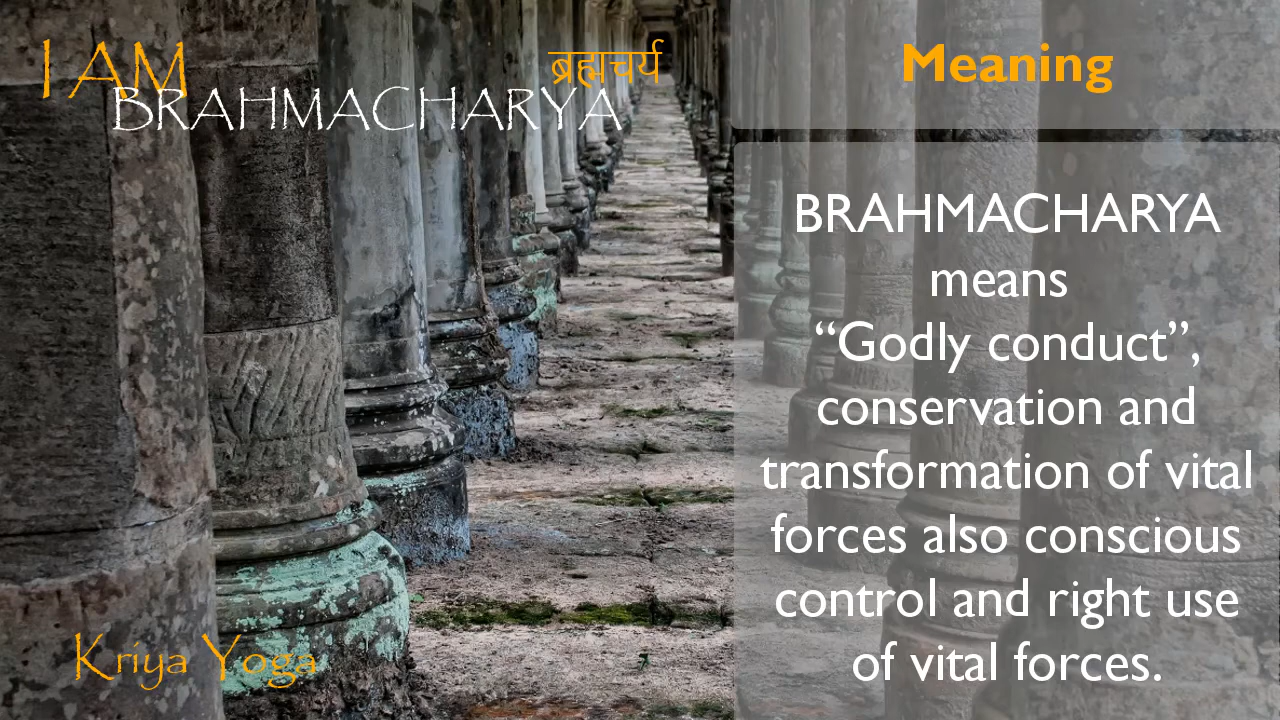 I AM
ब्रह्मचर्य
BRAHMACHARYA
Kriya Yoga
Meaning
BRAHMACHARYA
means
“Godly conduct”,
conservation and
transformation of vital
forces also conscious
control and right use
of vital forces.